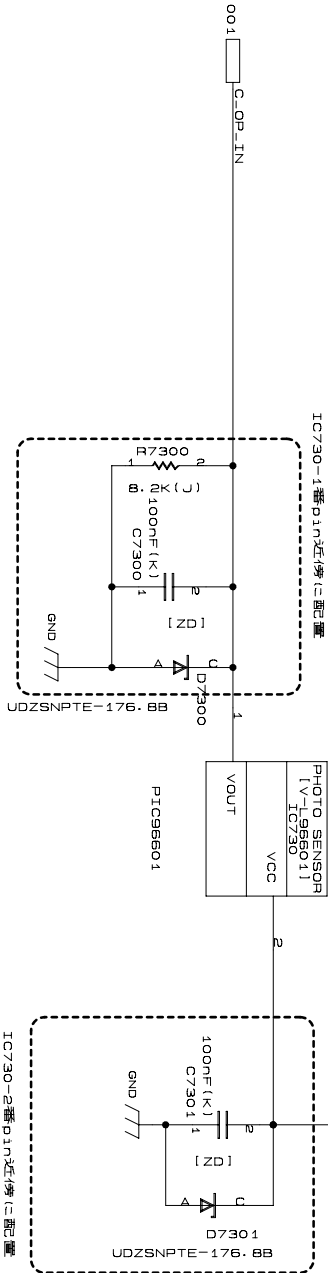 001
C_OP_IN
IC730-1番pin近傍に配置
R7300
1
2
8.2K(J)
100nF(K)
C7300
1
2
[ZD]
GND
A
C
D7300
UDZSNPTE-176.8B
1
PHOTO SENSOR
[V-L96601]
IC730
VCC
VOUT
PIC96601
2
100nF(K)
C7301
1
2
[ZD]
GND
A
C
D7301
UDZSNPTE-176.8B
IC730-2番pin近傍に配置